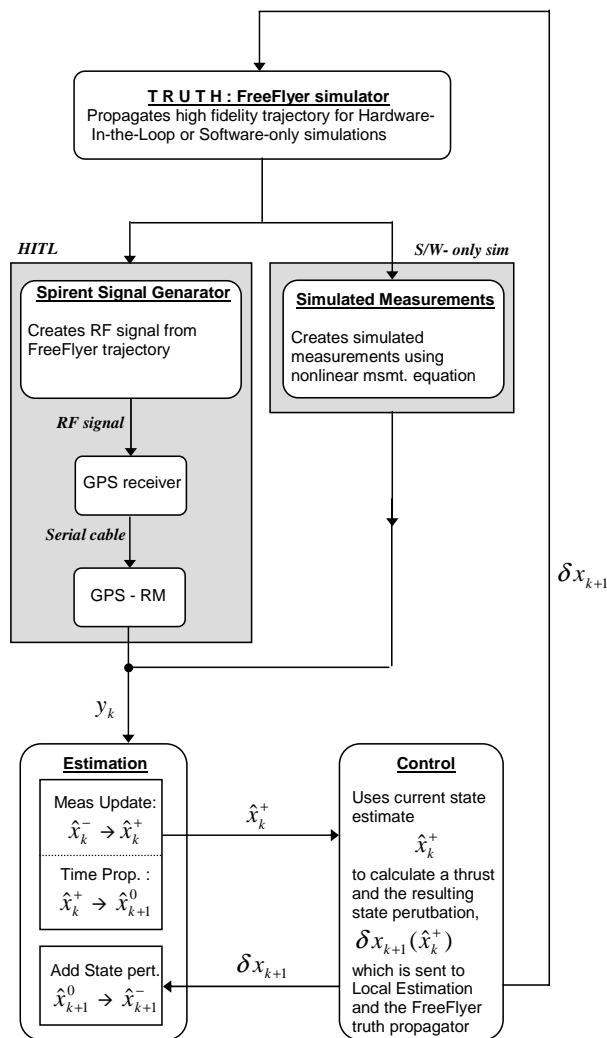 T R U T H : FreeFlyer simulator
Propagates high fidelity trajectory for Hardware-
In-the-Loop or Software-only simulations
HITL
S/W- only sim
Spirent Signal Genarator
Creates RF signal from
FreeFlyer trajectory
Simulated Measurements
Creates simulated
measurements using
nonlinear msmt. equation
RF signal
GPS receiver
Serial cable
GPS - RM
δx_{k+1}
y_k
Estimation
Meas Update:
x̂_k^- → x̂_k^+
Time Prop. :
x̂_k^+ → x̂_{k+1}^0
Add State pert.
x̂_{k+1}^0 → x̂_{k+1}^-
x̂_k^+
δx_{k+1}
Control
Uses current state
estimate
x̂_k^+
to calculate a thrust
and the resulting
state perutbation,
δx_{k+1}(x̂_k^+)
which is sent to
Local Estimation
and the FreeFlyer
truth propagator